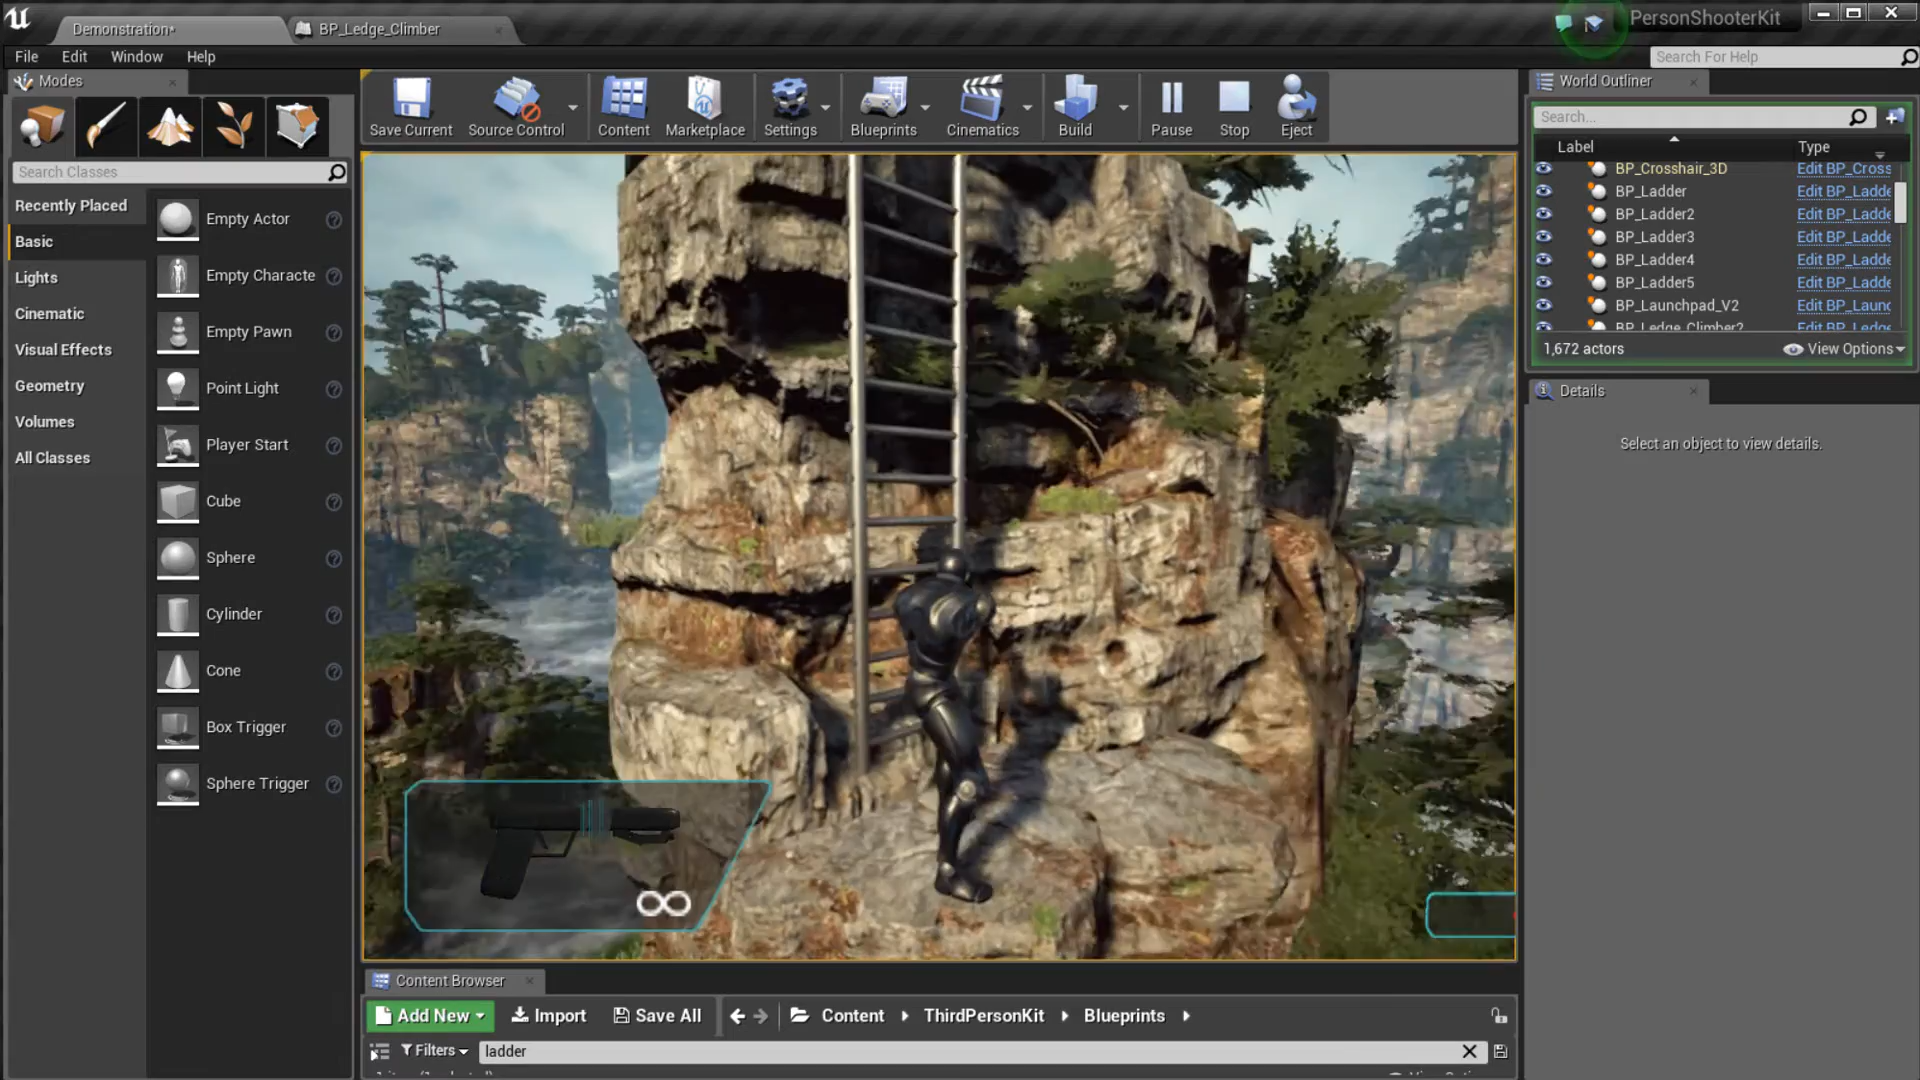 Demonstration*
BP_Ledge_Climber
PersonShooterKit
File Edit Window Help
Search For Help
Modes
Save Current
Source Control
Content
Marketplace
Settings
Blueprints
Cinematics
Build
Pause
Stop
Eject
World Outliner
Search...
Label Type
Search Classes
Recently Placed
Basic
Lights
Cinematic
Visual Effects
Geometry
Volumes
All Classes
Empty Actor
Empty Characte
Empty Pawn
Point Light
Player Start
Cube
Sphere
Cylinder
Cone
Box Trigger
Sphere Trigger
BP_Crosshair_3D Edit BP_Cross
BP_Ladder Edit BP_Ladde
BP_Ladder2 Edit BP_Ladde
BP_Ladder3 Edit BP_Ladde
BP_Ladder4 Edit BP_Ladde
BP_Ladder5 Edit BP_Ladde
BP_Launchpad_V2 Edit BP_Laund
BP_Ledge_Climber2 Edit BP_Ledge
1,672 actors View Options
Details
Select an object to view details.
Content Browser
Add New Import Save All Content ThirdPersonKit Blueprints
Filters ladder